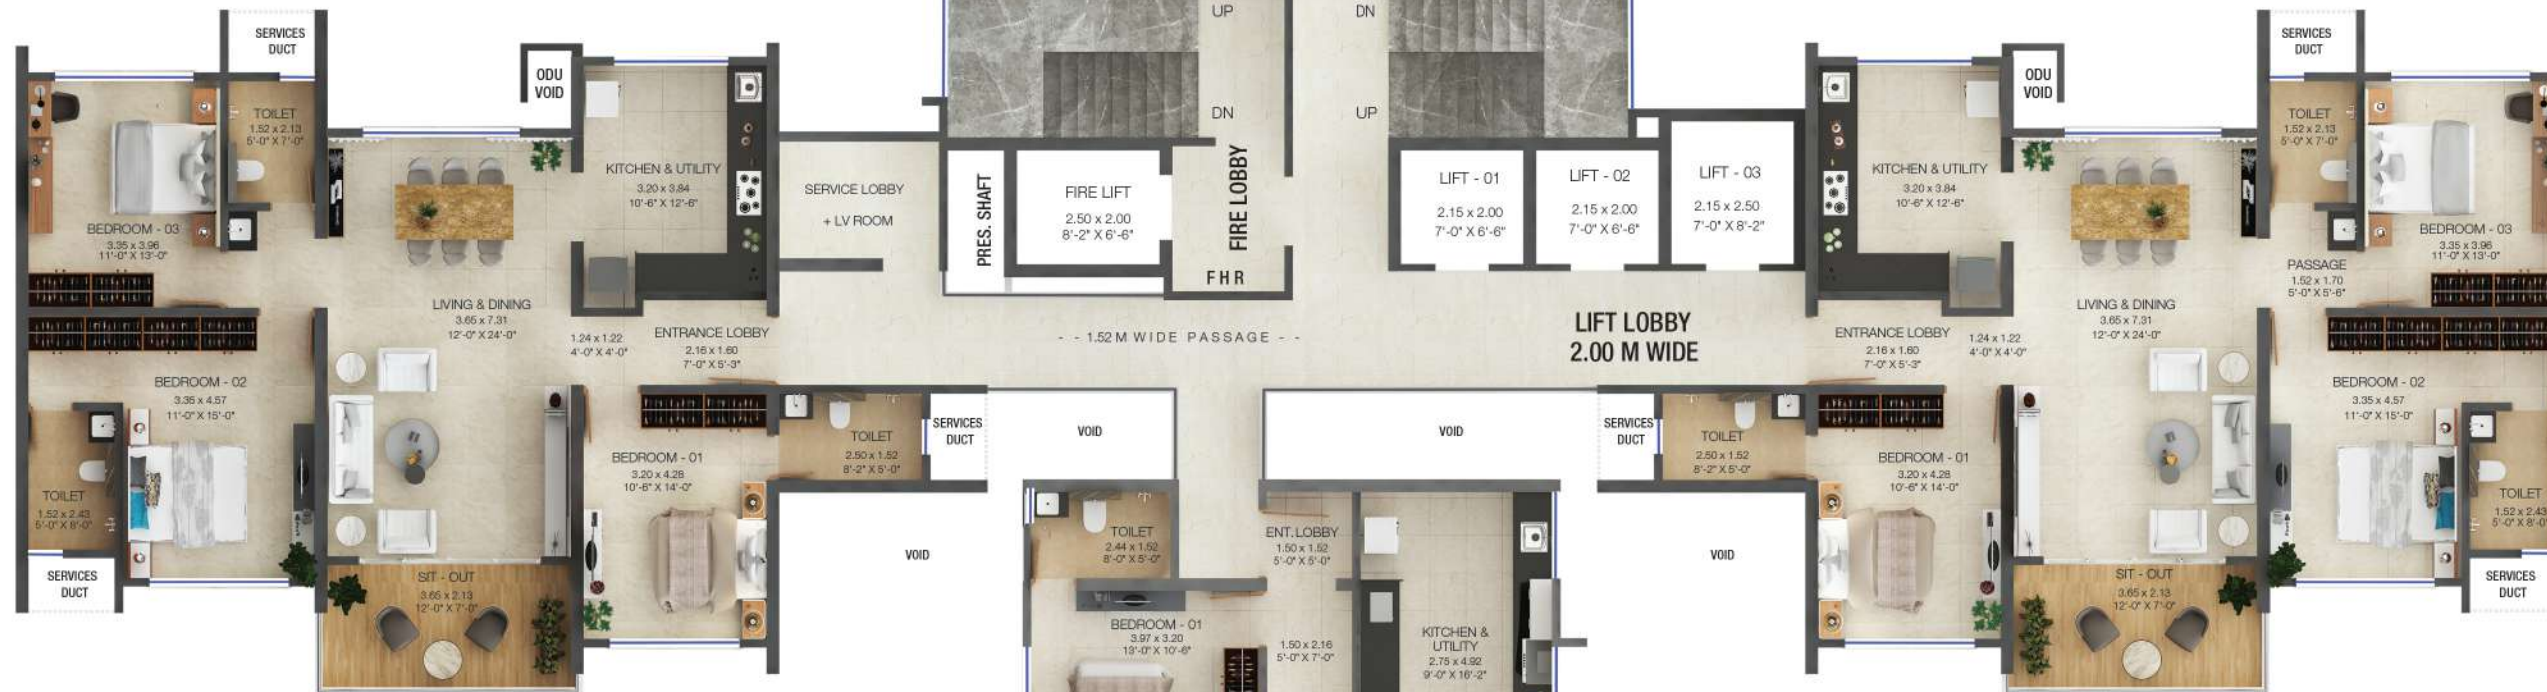 SERVICES
DUCT
TOILET
1.52 x 2.13
5'-0" X 7'-0"
BEDROOM - 03
3.35 x 3.96
11'-0" X 13'-0"
ODU
VOID
KITCHEN & UTILITY
3.20 x 3.84
10'-6" X 12'-6"
LIVING & DINING
3.65 x 7.31
12'-0" X 24'-0"
1.24 x 1.22
4'-0" X 4'-0"
ENTRANCE LOBBY
2.16 x 1.60
7'-0" X 5'-3"
BEDROOM - 02
3.35 x 4.57
11'-0" X 15'-0"
TOILET
1.52 x 2.43
5'-0" X 8'-0"
SERVICES
DUCT
SIT - OUT
3.65 x 2.13
12'-0" X 7'-0"
BEDROOM - 01
3.20 x 4.28
10'-6" X 14'-0"
TOILET
2.50 x 1.52
8'-2" X 5'-0"
SERVICES
DUCT
VOID
VOID
SERVICE LOBBY
+ LV ROOM
PRES. SHAFT
FIRE LIFT
2.50 x 2.00
8'-2" X 6'-6"
UP
DN
FIRE LOBBY
FHR
DN
UP
LIFT - 01
2.15 x 2.00
7'-0" X 6'-6"
LIFT - 02
2.15 x 2.00
7'-0" X 6'-6"
LIFT - 03
2.15 x 2.50
7'-0" X 8'-2"
- - 1.52 M WIDE PASSAGE - -
LIFT LOBBY
2.00 M WIDE
VOID
TOILET
2.44 x 1.52
8'-0" X 5'-0"
ENT. LOBBY
1.50 x 1.52
5'-0" X 5'-0"
BEDROOM - 01
3.97 x 3.20
13'-0" X 10'-6"
1.50 x 2.16
5'-0" X 7'-0"
KITCHEN &
UTILITY
2.75 x 4.92
9'-0" X 16'-2"
SERVICES
DUCT
TOILET
2.50 x 1.52
8'-2" X 5'-0"
VOID
KITCHEN & UTILITY
3.20 x 3.84
10'-6" X 12'-6"
ODU
VOID
ENTRANCE LOBBY
2.16 x 1.60
7'-0" X 5'-3"
1.24 x 1.22
4'-0" X 4'-0"
BEDROOM - 01
3.20 x 4.28
10'-6" X 14'-0"
LIVING & DINING
3.65 x 7.31
12'-0" X 24'-0"
SIT - OUT
3.65 x 2.13
12'-0" X 7'-0"
SERVICES
DUCT
TOILET
1.52 x 2.13
5'-0" X 7'-0"
PASSAGE
1.52 x 1.70
5'-0" X 5'-6"
BEDROOM - 03
3.35 x 3.96
11'-0" X 13'-0"
BEDROOM - 02
3.35 x 4.57
11'-0" X 15'-0"
TOILET
1.52 x 2.43
5'-0" X 8'-0
SERVICES
DUCT